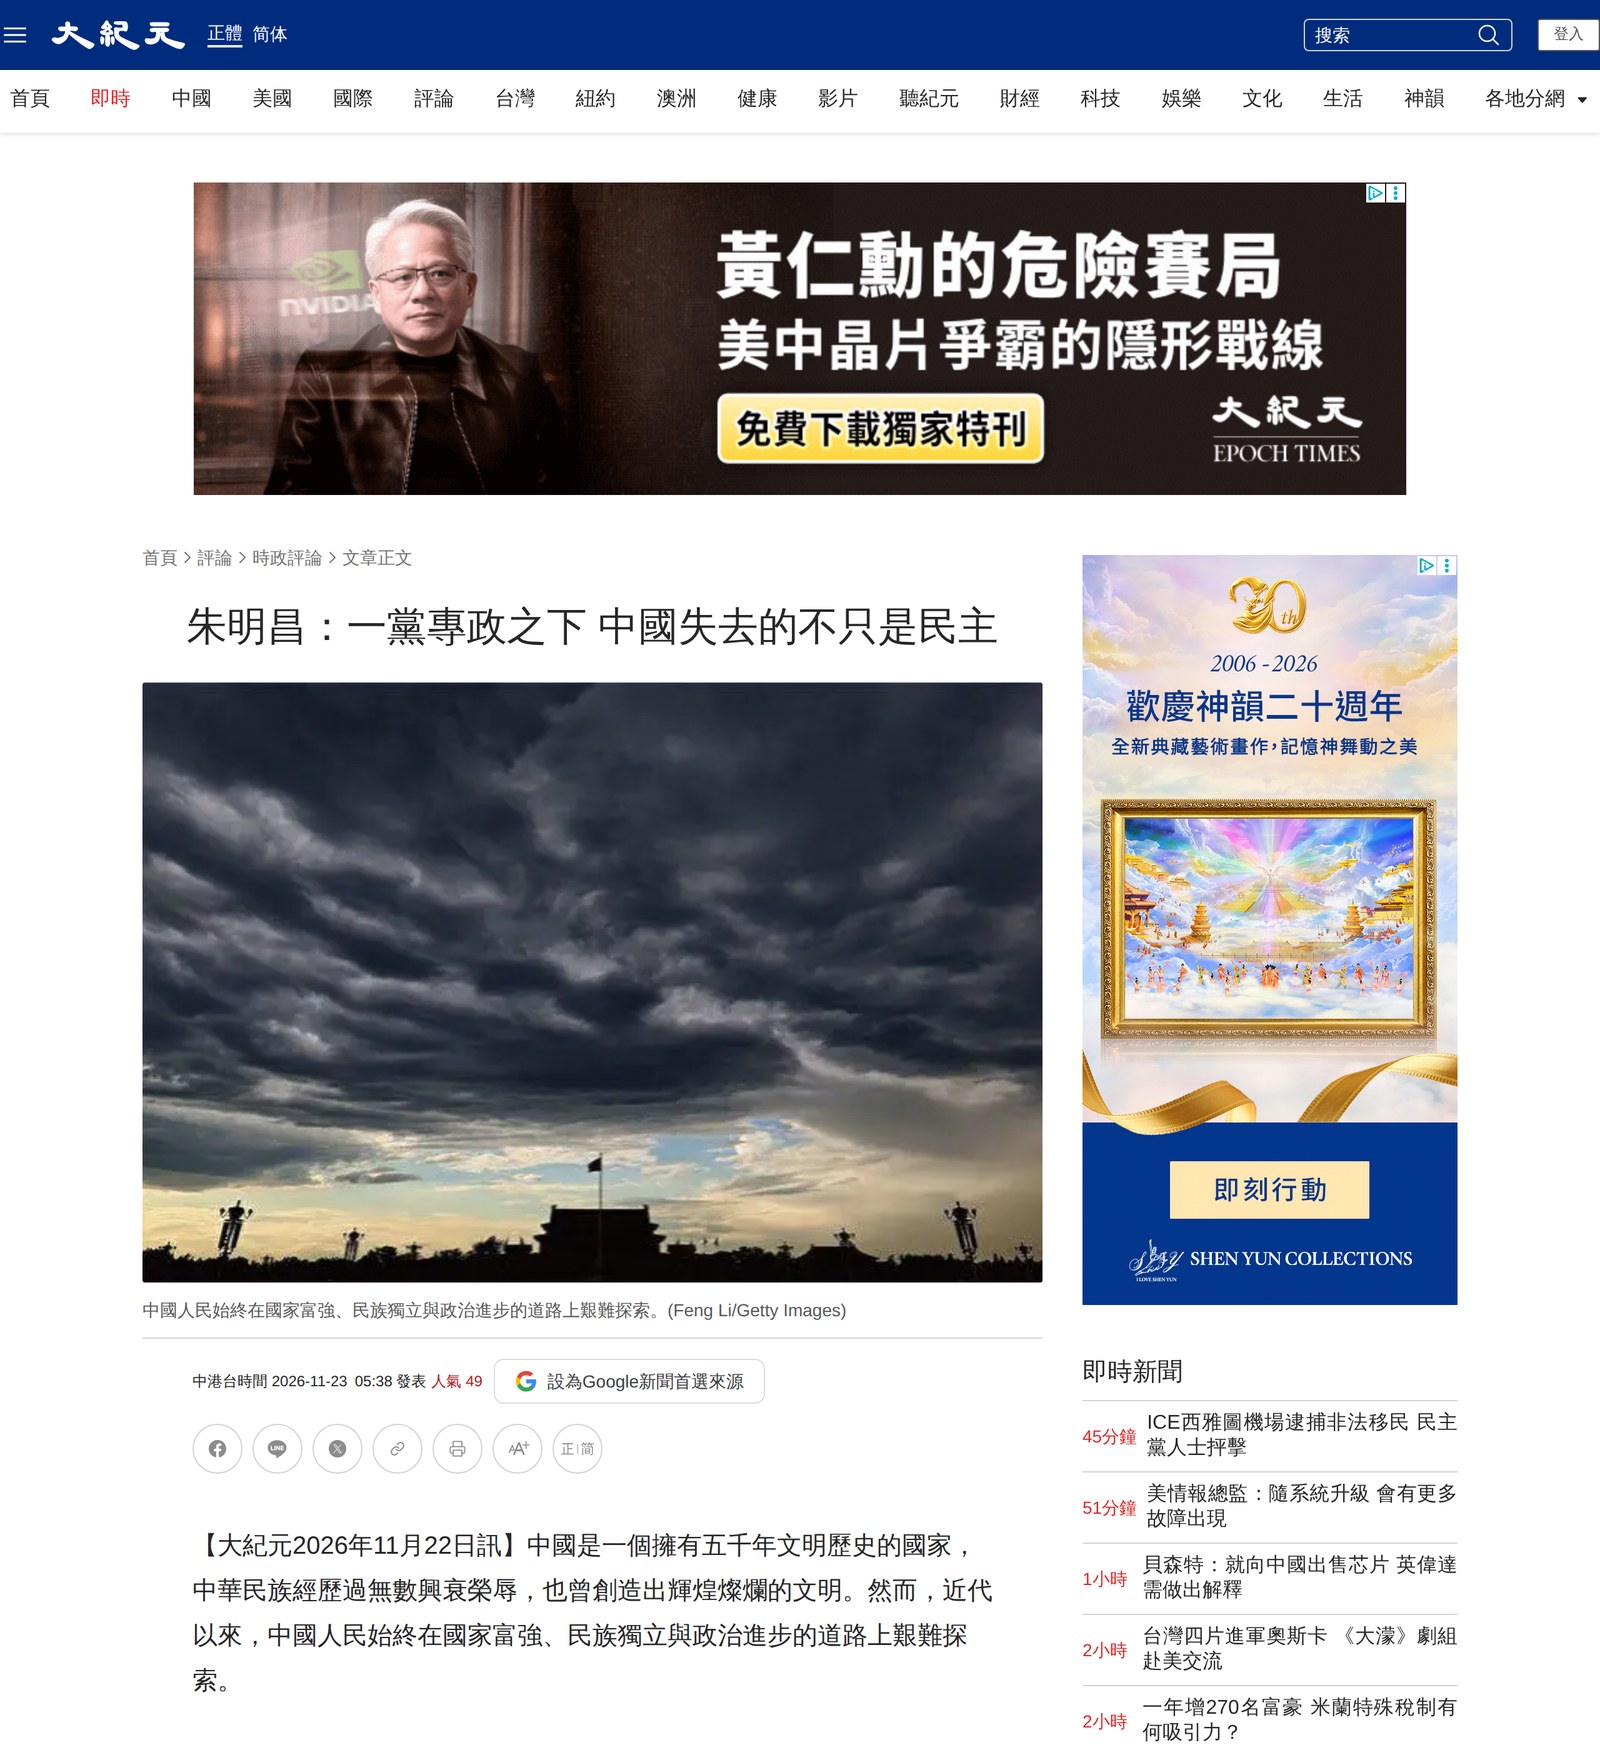 大紀元 正體 简体 搜索 登入
首頁 即時 中國 美國 國際 評論 台灣 紐約 澳洲 健康 影片 聽紀元 財經 科技 娛樂 文化 生活 神韻 各地分網
NVIDIA
黃仁勳的危險賽局
美中晶片爭霸的隱形戰線
免費下載獨家特刊
大紀元
EPOCH TIMES
首頁 > 評論 > 時政評論 > 文章正文
朱明昌：一黨專政之下 中國失去的不只是民主
中國人民始終在國家富強、民族獨立與政治進步的道路上艱難探索。(Feng Li/Getty Images)
中港台時間 2026-11-23 05:38 發表 人氣 49
設為Google新聞首選來源
LINE
AA+
正|简
【大紀元2026年11月22日訊】中國是一個擁有五千年文明歷史的國家，
中華民族經歷過無數興衰榮辱，也曾創造出輝煌燦爛的文明。然而，近代
以來，中國人民始終在國家富強、民族獨立與政治進步的道路上艱難探
索。
30th
2006 - 2026
歡慶神韻二十週年
全新典藏藝術畫作，記憶神舞動之美
即刻行動
SHEN YUN COLLECTIONS
I LOVE SHEN YUN
即時新聞
45分鐘 ICE西雅圖機場逮捕非法移民 民主
黨人士抨擊
51分鐘 美情報總監：隨系統升級 會有更多
故障出現
1小時 貝森特：就向中國出售芯片 英偉達
需做出解釋
2小時 台灣四片進軍奧斯卡 《大濛》劇組
赴美交流
2小時 一年增270名富豪 米蘭特殊稅制有
何吸引力？